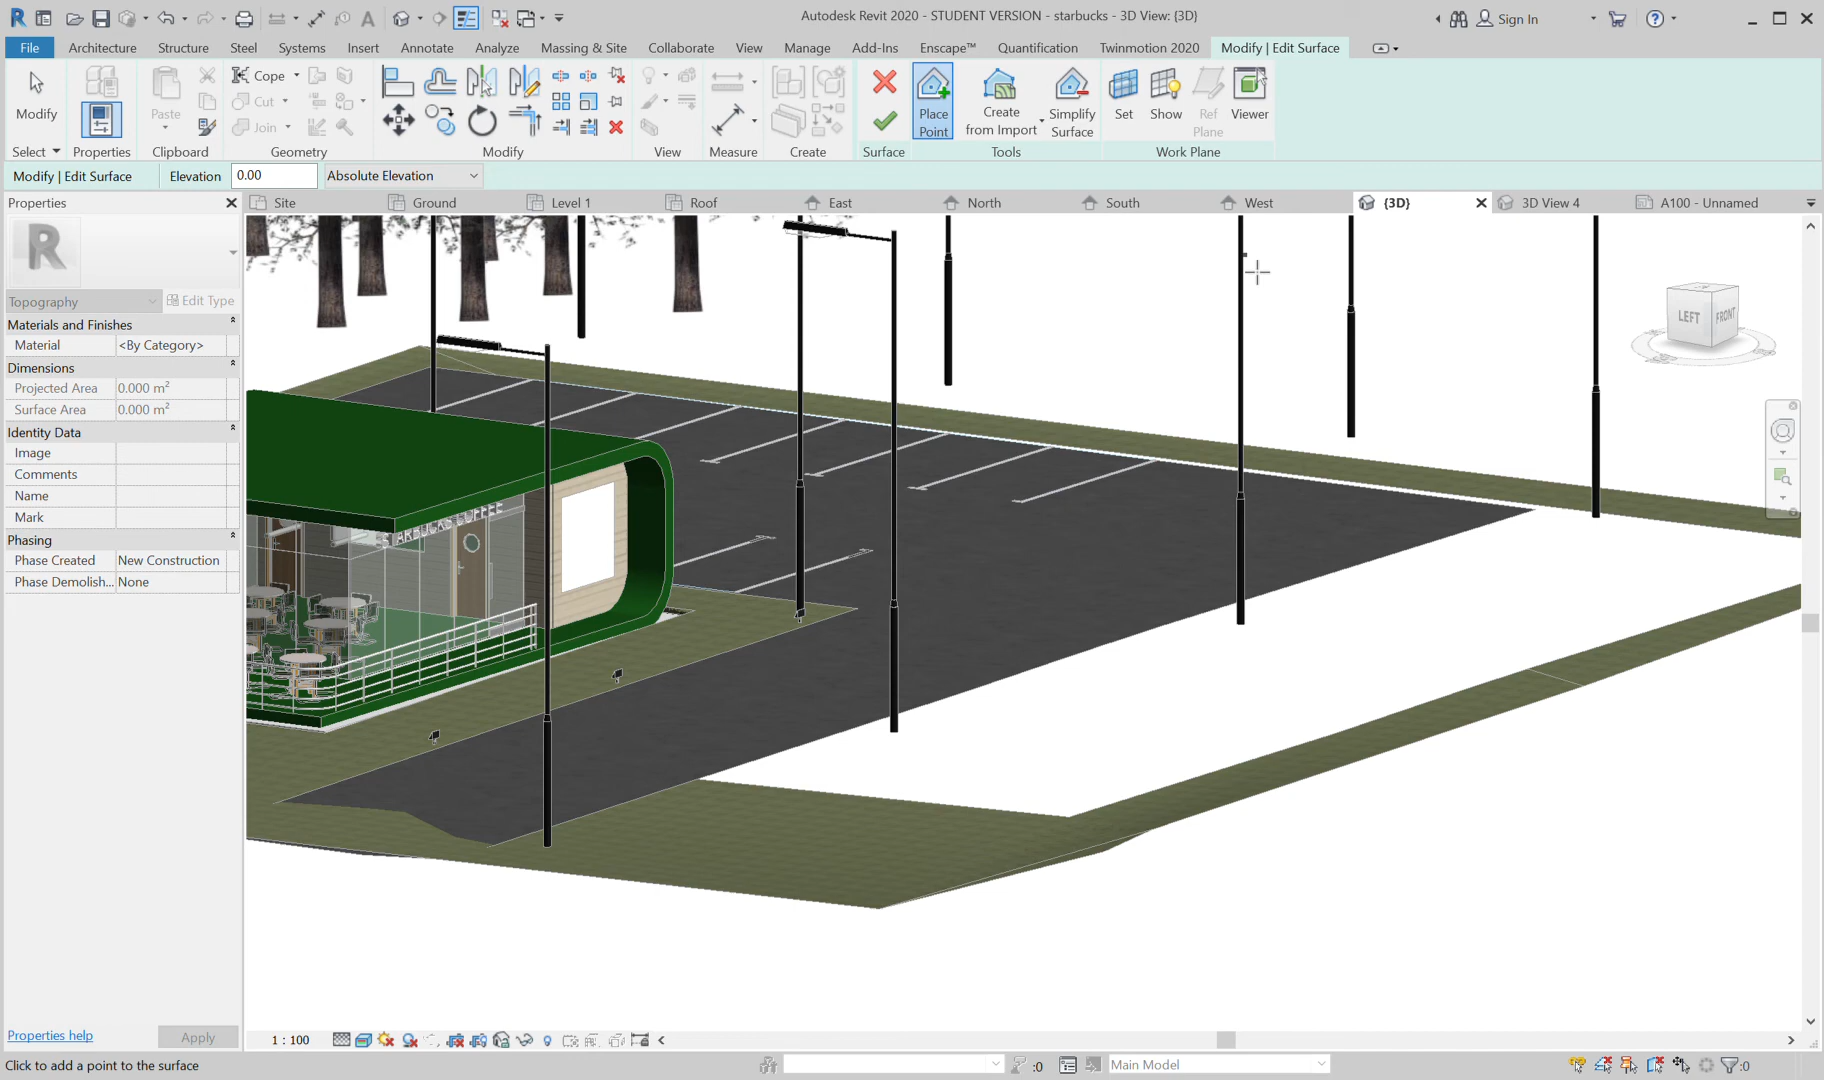 Autodesk Revit 2020 - STUDENT VERSION - starbucks - 3D View: {3D}
Sign In
File Architecture Structure Steel Systems Insert Annotate Analyze Massing & Site Collaborate View Manage Add-Ins Enscape™ Quantification Twinmotion 2020 Modify | Edit Surface
Modify
Paste
Cope
Cut
Join
Place Point
Create from Import
Simplify Surface
Set
Show
Ref Plane
Viewer
Select Properties Clipboard Geometry Modify View Measure Create Surface Tools Work Plane
Modify | Edit Surface Elevation 0.00 Absolute Elevation
Properties
Site Ground Level 1 Roof East North South West {3D} 3D View 4 A100 - Unnamed
R
Topography Edit Type
Materials and Finishes
Material <By Category>
Dimensions
Projected Area 0.000 m²
Surface Area 0.000 m²
Identity Data
Image
Comments
Name
Mark
Phasing
Phase Created New Construction
Phase Demolish... None
LEFT FRONT
STARBUCKS COFFEE
Properties help Apply
1 : 100
Click to add a point to the surface
:0
Main Model
:0